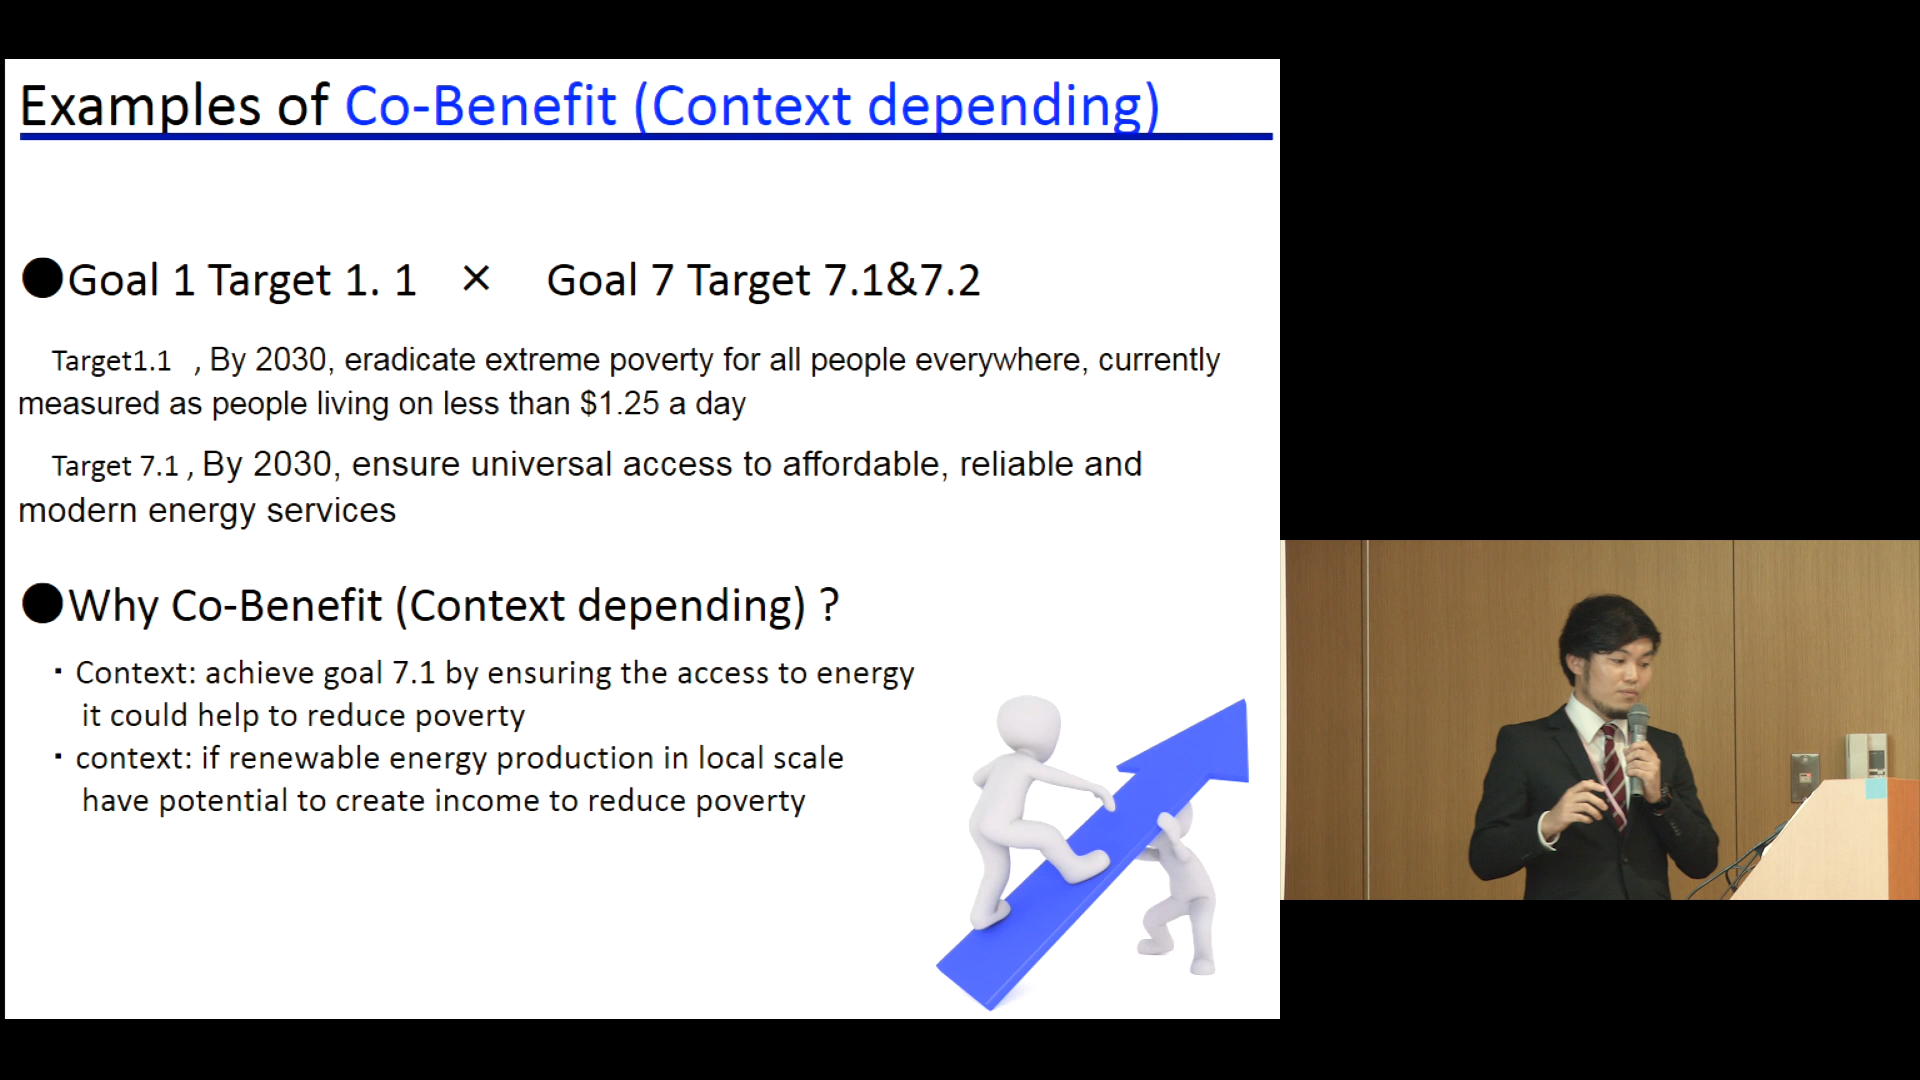 Examples of Co-Benefit (Context depending)
●Goal 1 Target 1. 1 × Goal 7 Target 7.1&7.2
Target1.1 , By 2030, eradicate extreme poverty for all people everywhere, currently
measured as people living on less than $1.25 a day
Target 7.1 , By 2030, ensure universal access to affordable, reliable and
modern energy services
●Why Co-Benefit (Context depending) ?
・Context: achieve goal 7.1 by ensuring the access to energy
it could help to reduce poverty
・context: if renewable energy production in local scale
have potential to create income to reduce poverty